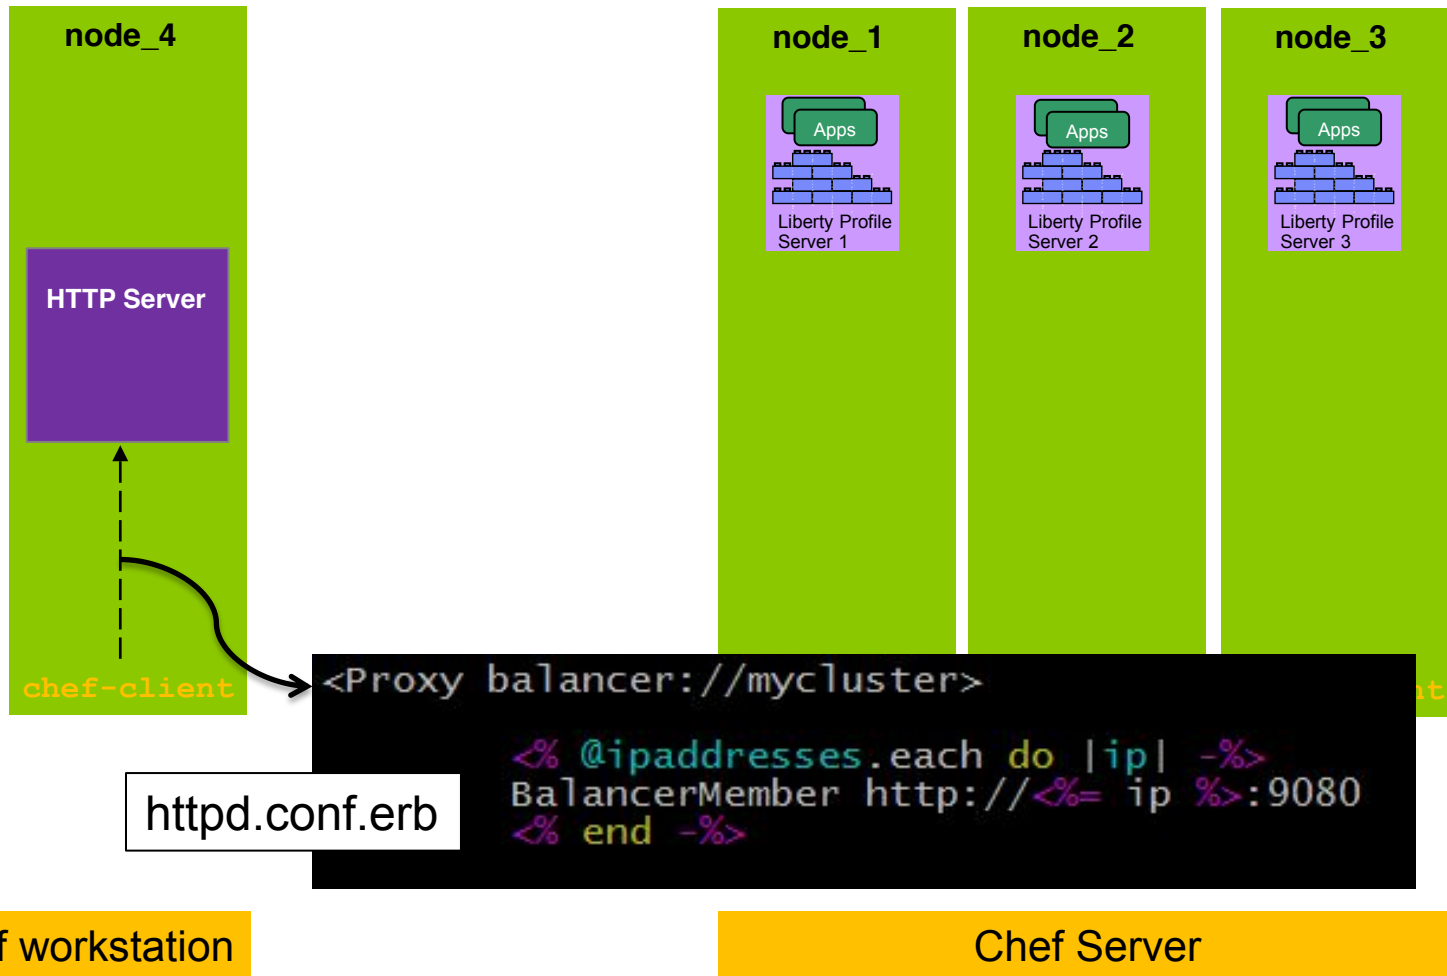 node_4
node_1
node_2
node_3
Apps
Apps
Apps
Liberty Profile
Server 1
Liberty Profile
Server 2
Liberty Profile
Server 3
HTTP Server
chef-client
nt
<Proxy balancer://mycluster>
<% @ipaddresses.each do |ip| -%>
BalancerMember http://<%= ip %>:9080
<% end -%>
httpd.conf.erb
f workstation
Chef Server